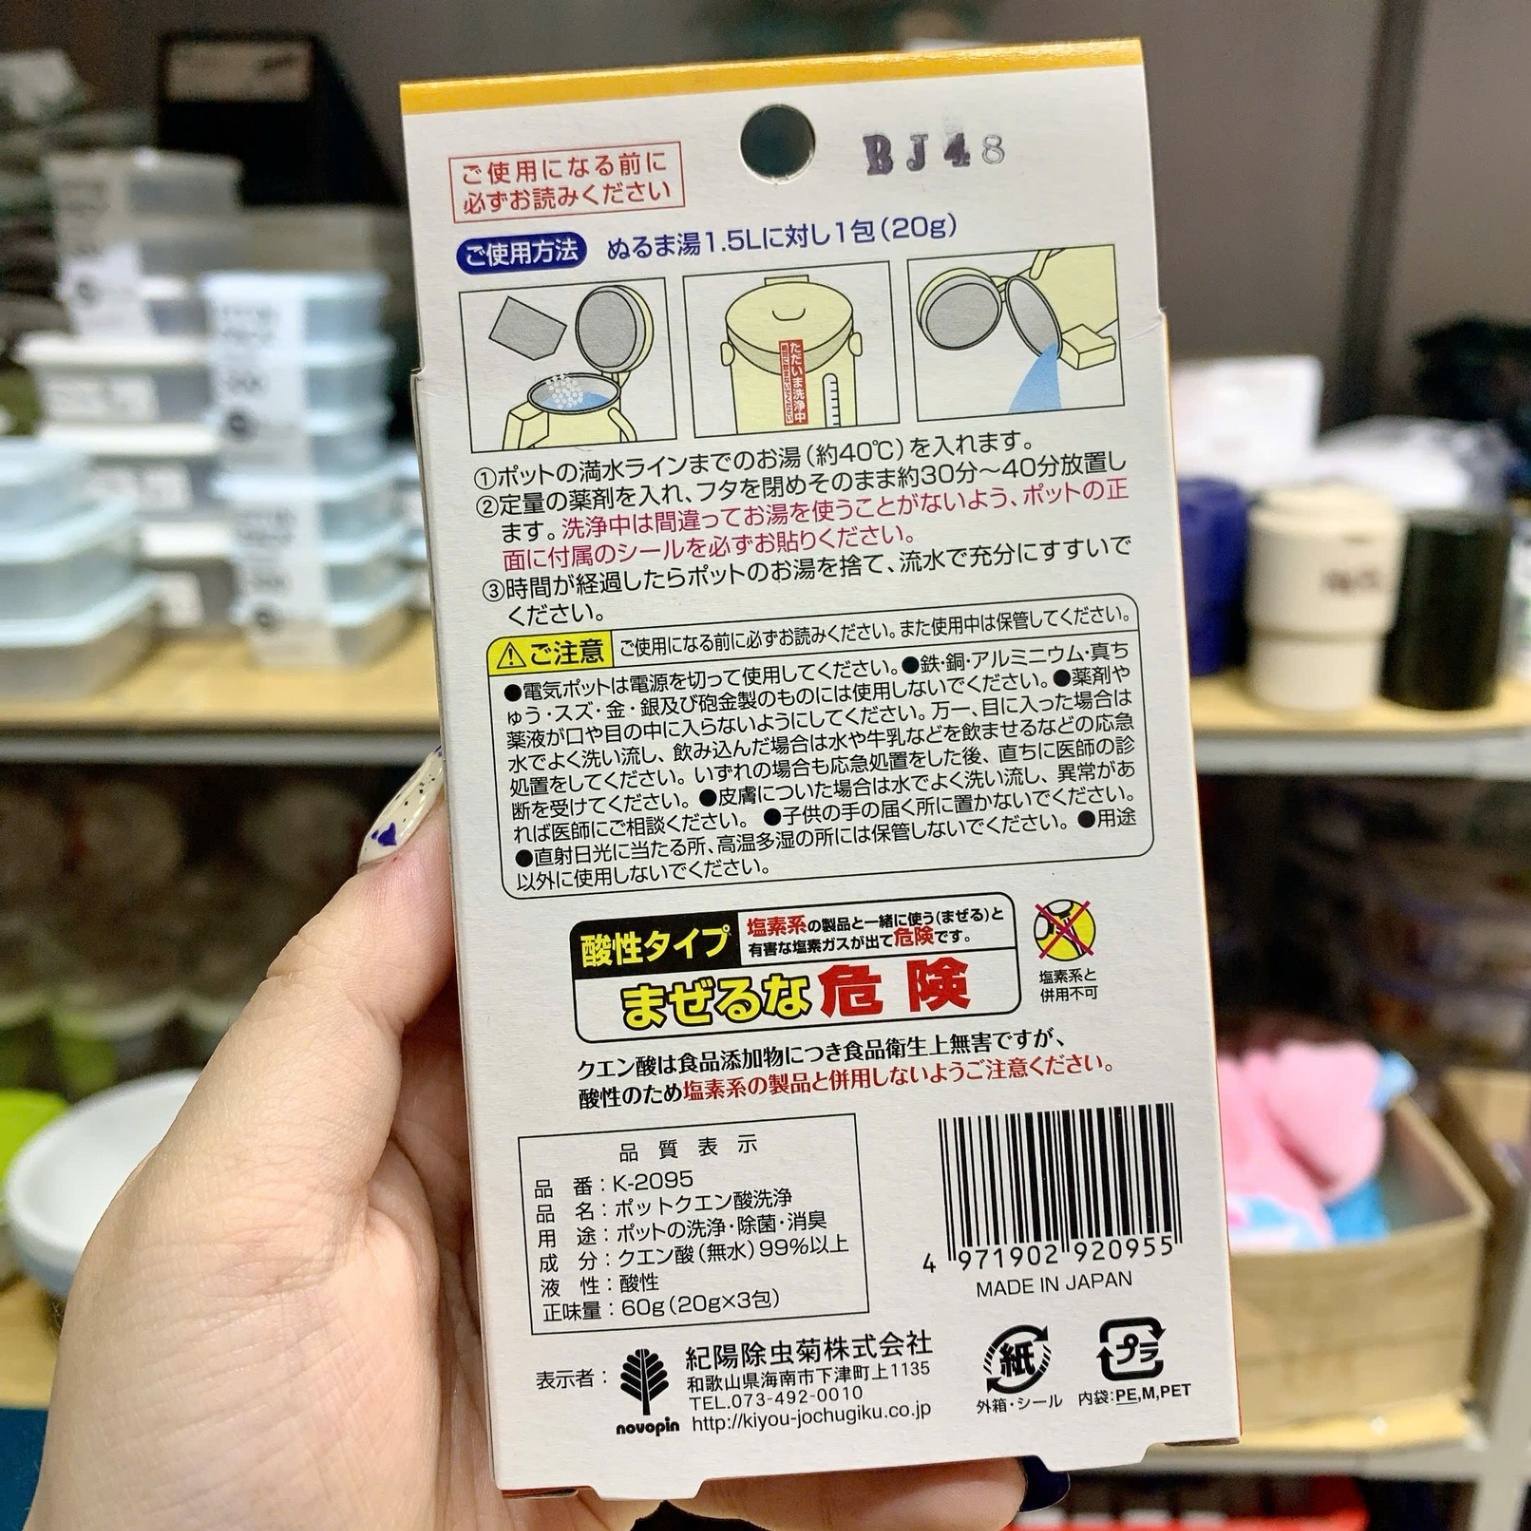 BJ48
ご使用になる前に
必ずお読みください
ご使用方法 ぬるま湯1.5Lに対し1包(20g)
ただいま洗浄中
①ポットの満水ラインまでのお湯(約40℃)を入れます。
②定量の薬剤を入れ、フタを閉めそのまま約30分～40分放置し
ます。洗浄中は間違ってお湯を使うことがないよう、ポットの正
面に付属のシールを必ずお貼りください。
③時間が経過したらポットのお湯を捨て、流水で充分にすすいで
ください。
ご注意 ご使用になる前に必ずお読みください。また使用中は保管してください。
●電気ポットは電源を切って使用してください。●鉄・銅・アルミニウム・真ち
ゅう・スズ・金・銀及び砲金製のものには使用しないでください。●薬剤や
薬液が口や目の中に入らないようにしてください。万一、目に入った場合は
水でよく洗い流し、飲み込んだ場合は水や牛乳などを飲ませるなどの応急
処置をしてください。いずれの場合も応急処置をした後、直ちに医師の診
断を受けてください。●皮膚についた場合は水でよく洗い流し、異常があ
れば医師にご相談ください。●子供の手の届く所に置かないでください。
●直射日光に当たる所、高温多湿の所には保管しないでください。●用途
以外に使用しないでください。
酸性タイプ
塩素系の製品と一緒に使う(まぜる)と
有害な塩素ガスが出て危険です。
まぜるな危険
塩素系と
併用不可
クエン酸は食品添加物につき食品衛生上無害ですが、
酸性のため塩素系の製品と併用しないようご注意ください。
品質表示
品番:K-2095
品名:ポットクエン酸洗浄
用途:ポットの洗浄・除菌・消臭
成分:クエン酸(無水)99%以上
液性:酸性
正味量:60g(20g×3包)
4 971902 920955
MADE IN JAPAN
表示者:
novopin
紀陽除虫菊株式会社
和歌山県海南市下津町上1135
TEL.073-492-0010
http://kiyou-jochugiku.co.jp
紙
外箱・シール
プラ
内袋:PE,M,PET